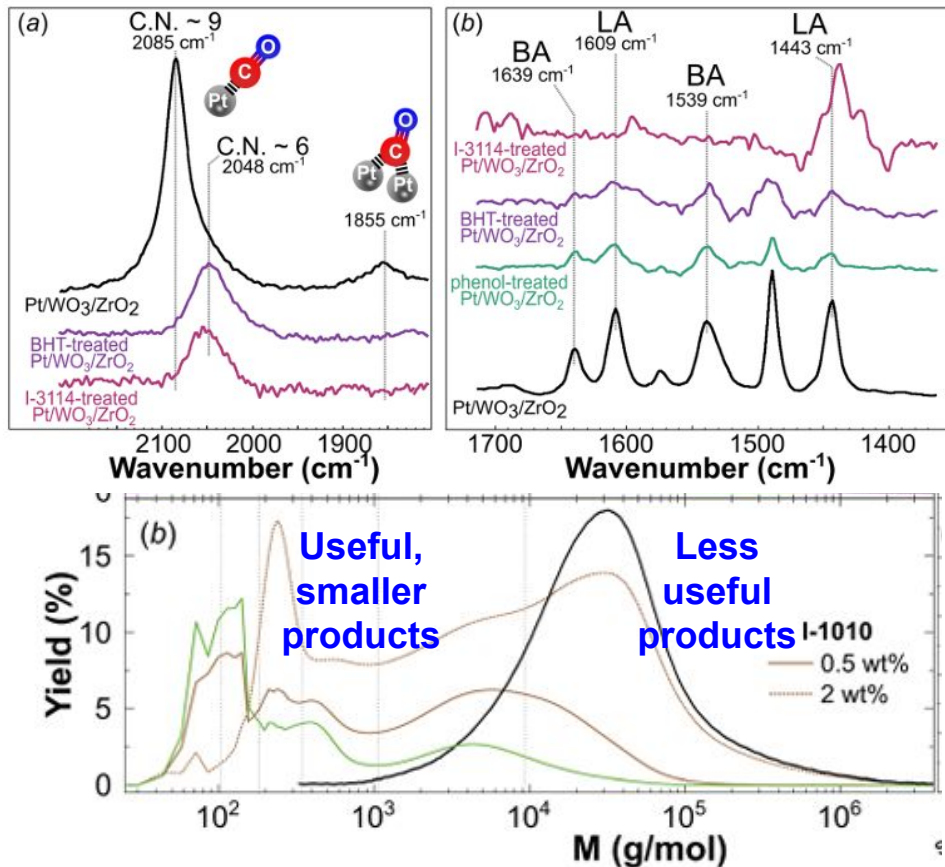 (a)
C.N. ~ 9
2085 cm⁻¹
O
C
Pt
C.N. ~ 6
2048 cm⁻¹
O
C
Pt
Pt
1855 cm⁻¹
Pt/WO₃/ZrO₂
BHT-treated
Pt/WO₃/ZrO₂
I-3114-treated
Pt/WO₃/ZrO₂
2100
2000
1900
Wavenumber (cm⁻¹)
(b)
BA
1639 cm⁻¹
LA
1609 cm⁻¹
BA
1539 cm⁻¹
LA
1443 cm⁻¹
I-3114-treated
Pt/WO₃/ZrO₂
BHT-treated
Pt/WO₃/ZrO₂
phenol-treated
Pt/WO₃/ZrO₂
Pt/WO₃/ZrO₂
1700
1600
1500
1400
Wavenumber (cm⁻¹)
(b)
Useful,
smaller
products
Less
useful
products
I-1010
0.5 wt%
2 wt%
Yield (%)
15
10
5
0
10²
10³
10⁴
10⁵
10⁶
M (g/mol)